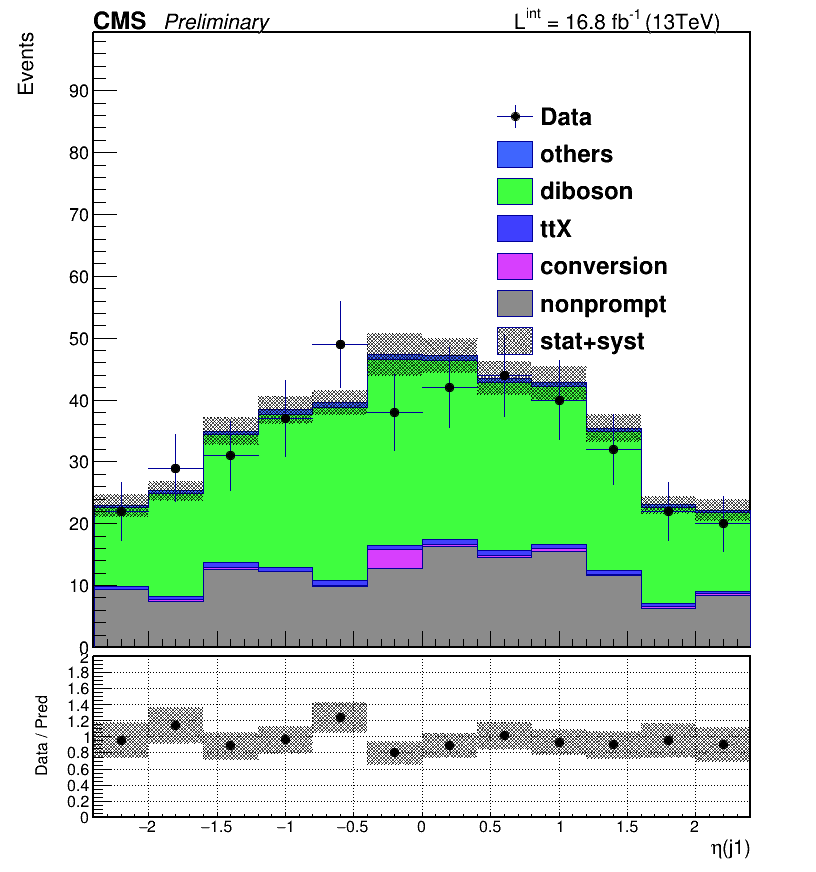 CMS Preliminary L^int = 16.8 fb^-1 (13TeV)
Events
90
80
70
60
50
40
30
20
10
0
Data
others
diboson
ttX
conversion
nonprompt
stat+syst
Data / Pred
2
1.8
1.6
1.4
1.2
1
0.8
0.6
0.4
0.2
0
−2 −1.5 −1 −0.5 0 0.5 1 1.5 2
η(j1)